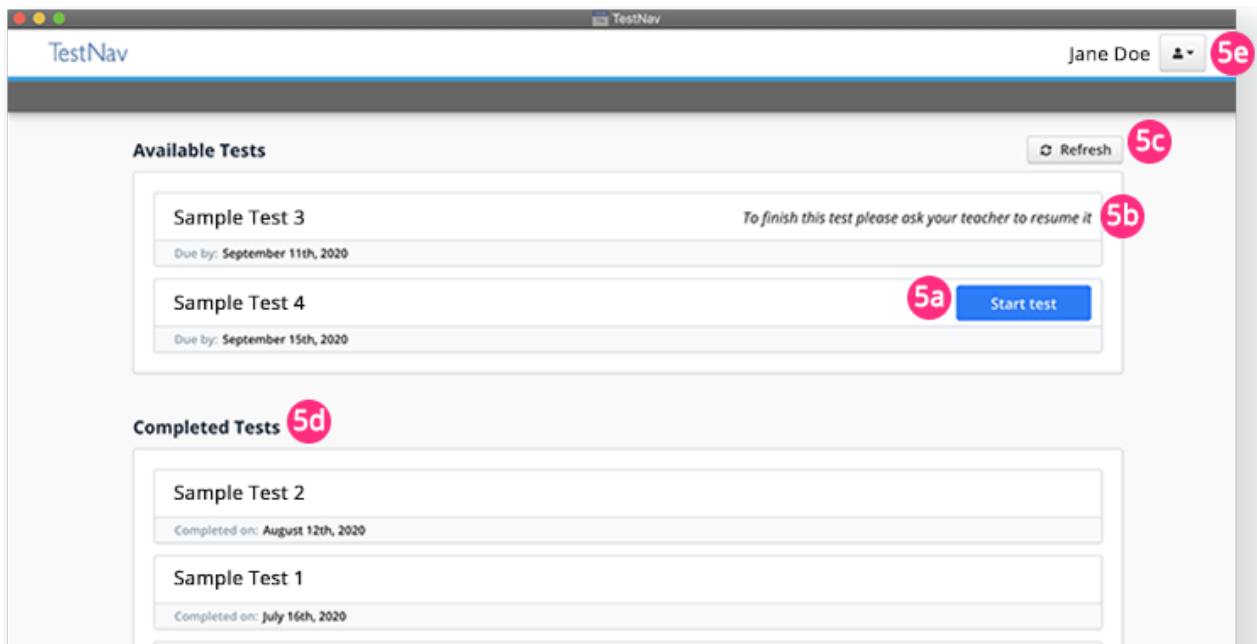 TestNav
TestNav
Jane Doe 5e
Available Tests
Refresh 5c
Sample Test 3
To finish this test please ask your teacher to resume it 5b
Due by: September 11th, 2020
Sample Test 4
5a Start test
Due by: September 15th, 2020
Completed Tests 5d
Sample Test 2
Completed on: August 12th, 2020
Sample Test 1
Completed on: July 16th, 2020